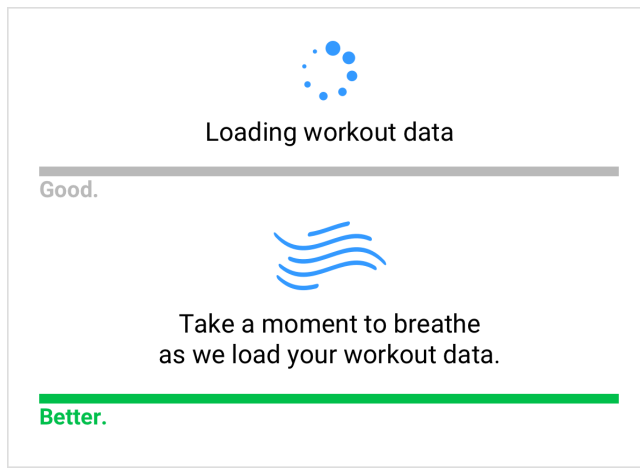 Loading workout data
Good.
Take a moment to breathe
as we load your workout data.
Better.